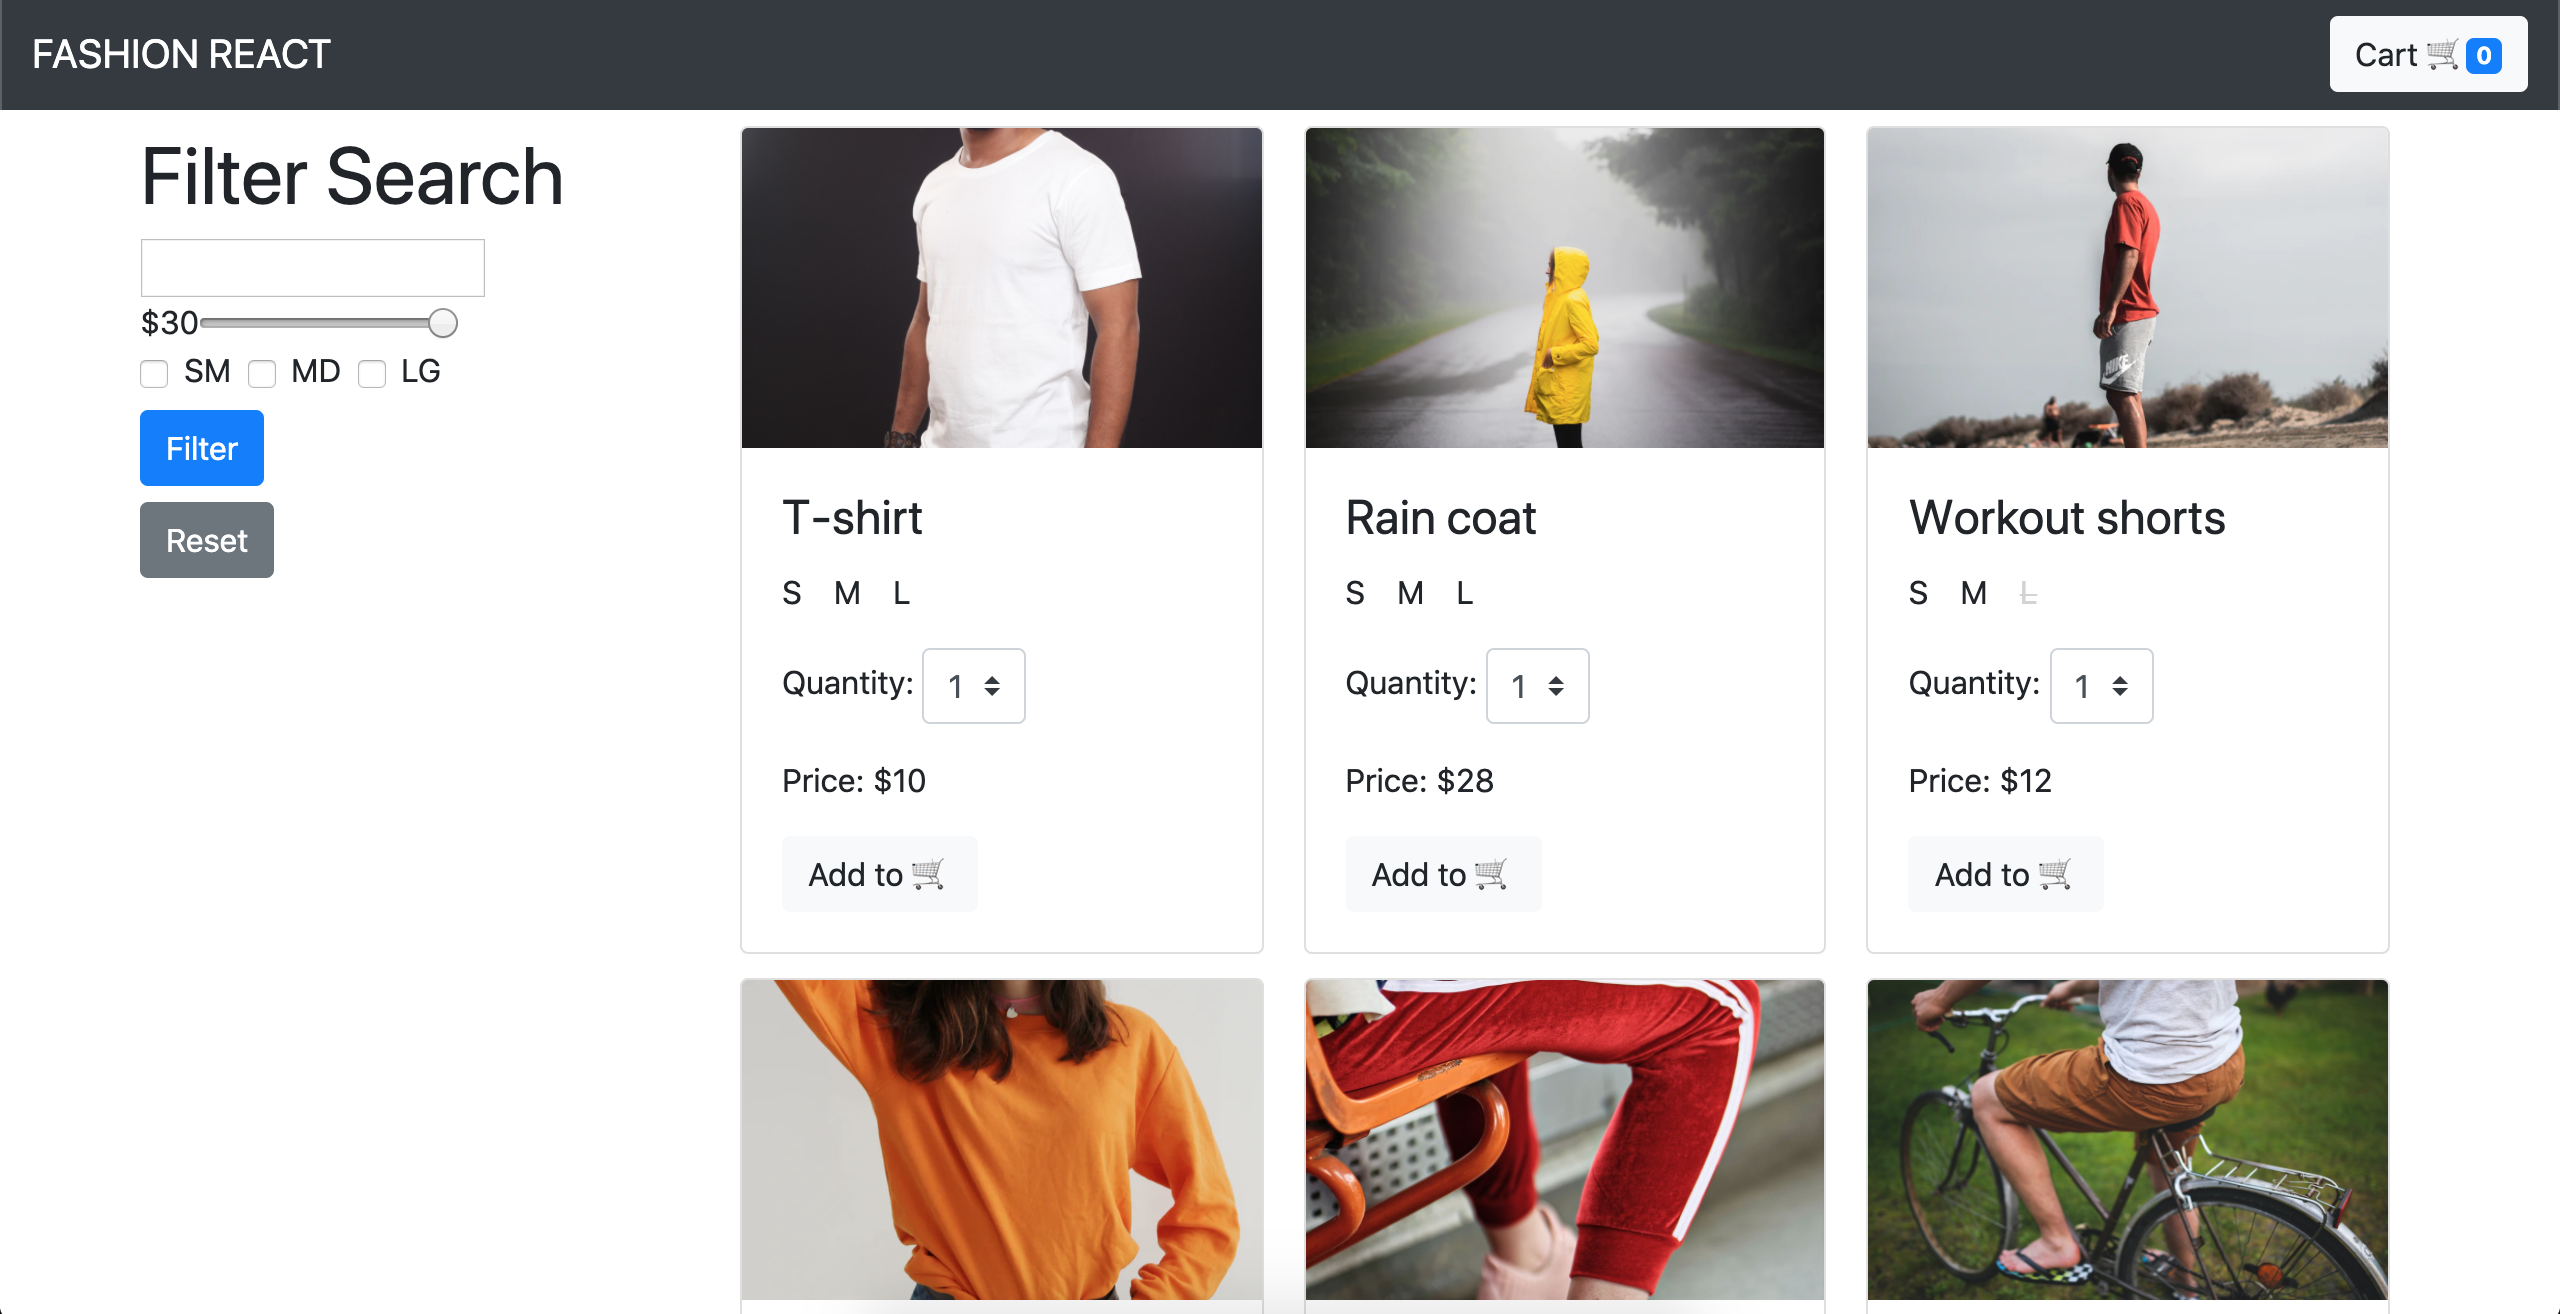 FASHION REACT
Cart 🛒 0
Filter Search
$30
SM MD LG
Filter
Reset
T-shirt
S M L
Quantity: 1
Price: $10
Add to 🛒
Rain coat
S M L
Quantity: 1
Price: $28
Add to 🛒
NIKE
Workout shorts
S M L
Quantity: 1
Price: $12
Add to 🛒